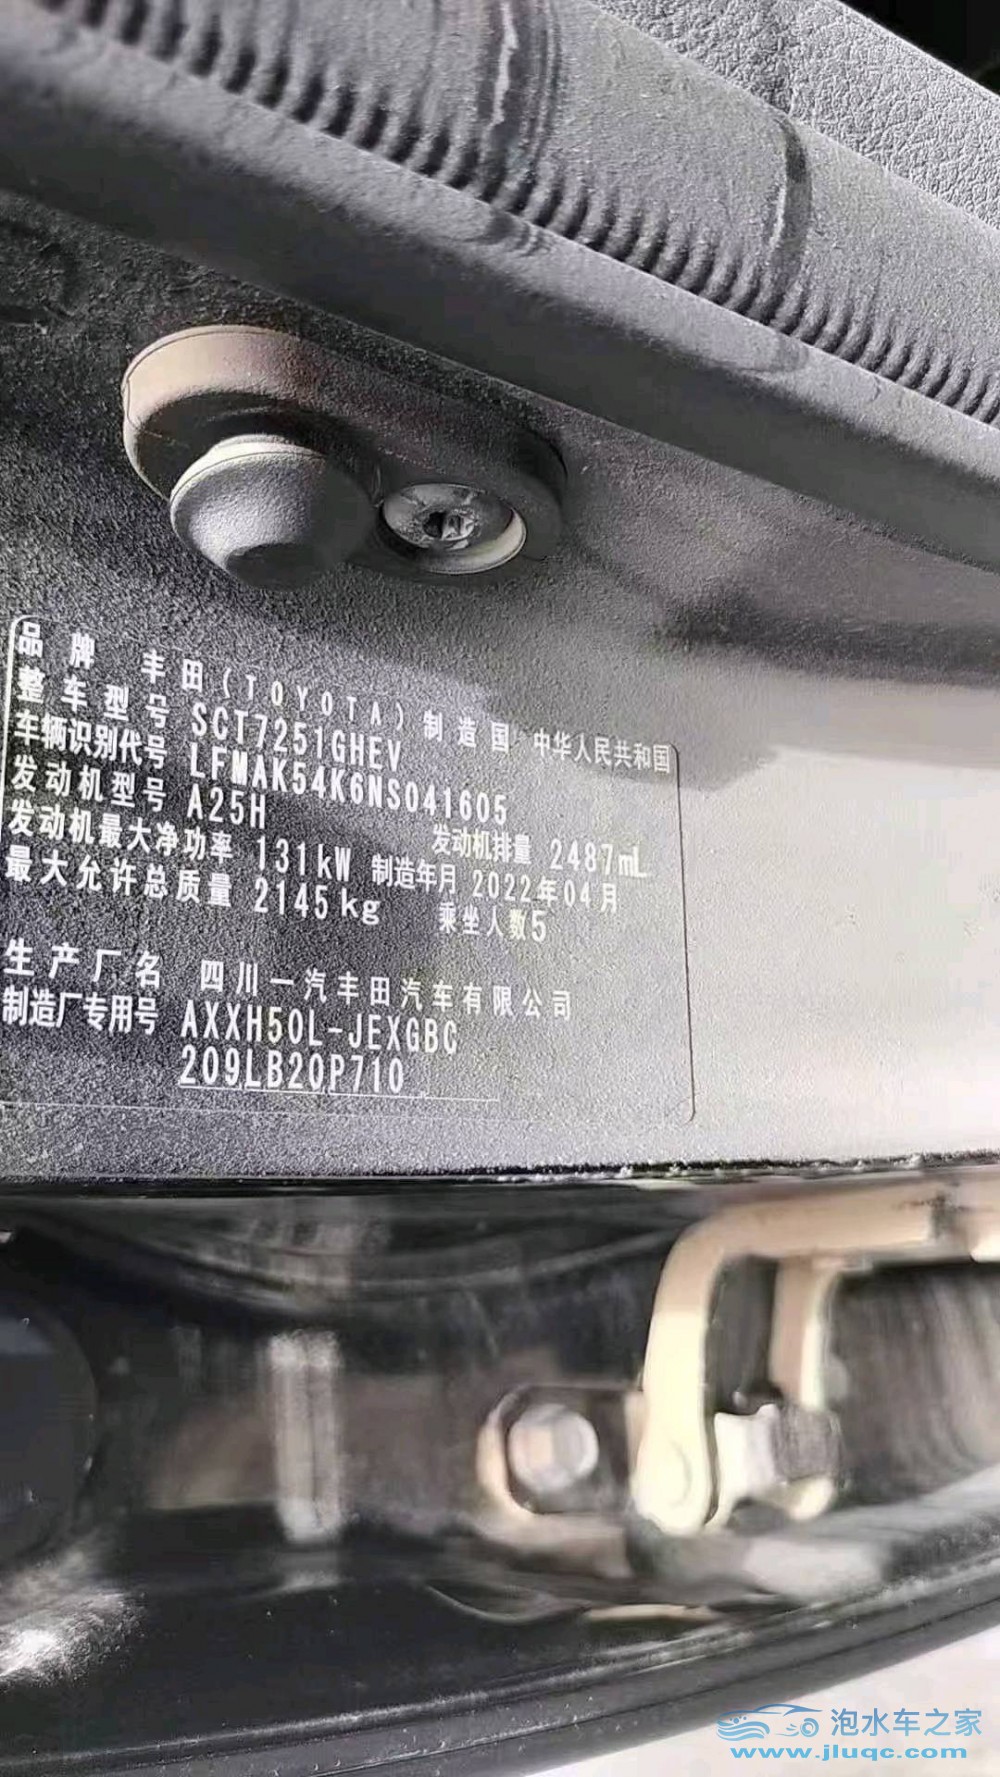 品牌 丰田(TOYOTA) 制造国 中华人民共和国
整车型号 SCT7251GHEV
车辆识别代号 LFMAK54K6NS041605
发动机型号 A25H 发动机排量 2487mL
发动机最大净功率 131kW 制造年月 2022年04月
最大允许总质量 2145kg 乘坐人数5
生产厂名 四川一汽丰田汽车有限公司
制造厂专用号 AXXH50L-JEXGBC
209LB20P710
泡水车之家
www.jluqc.com